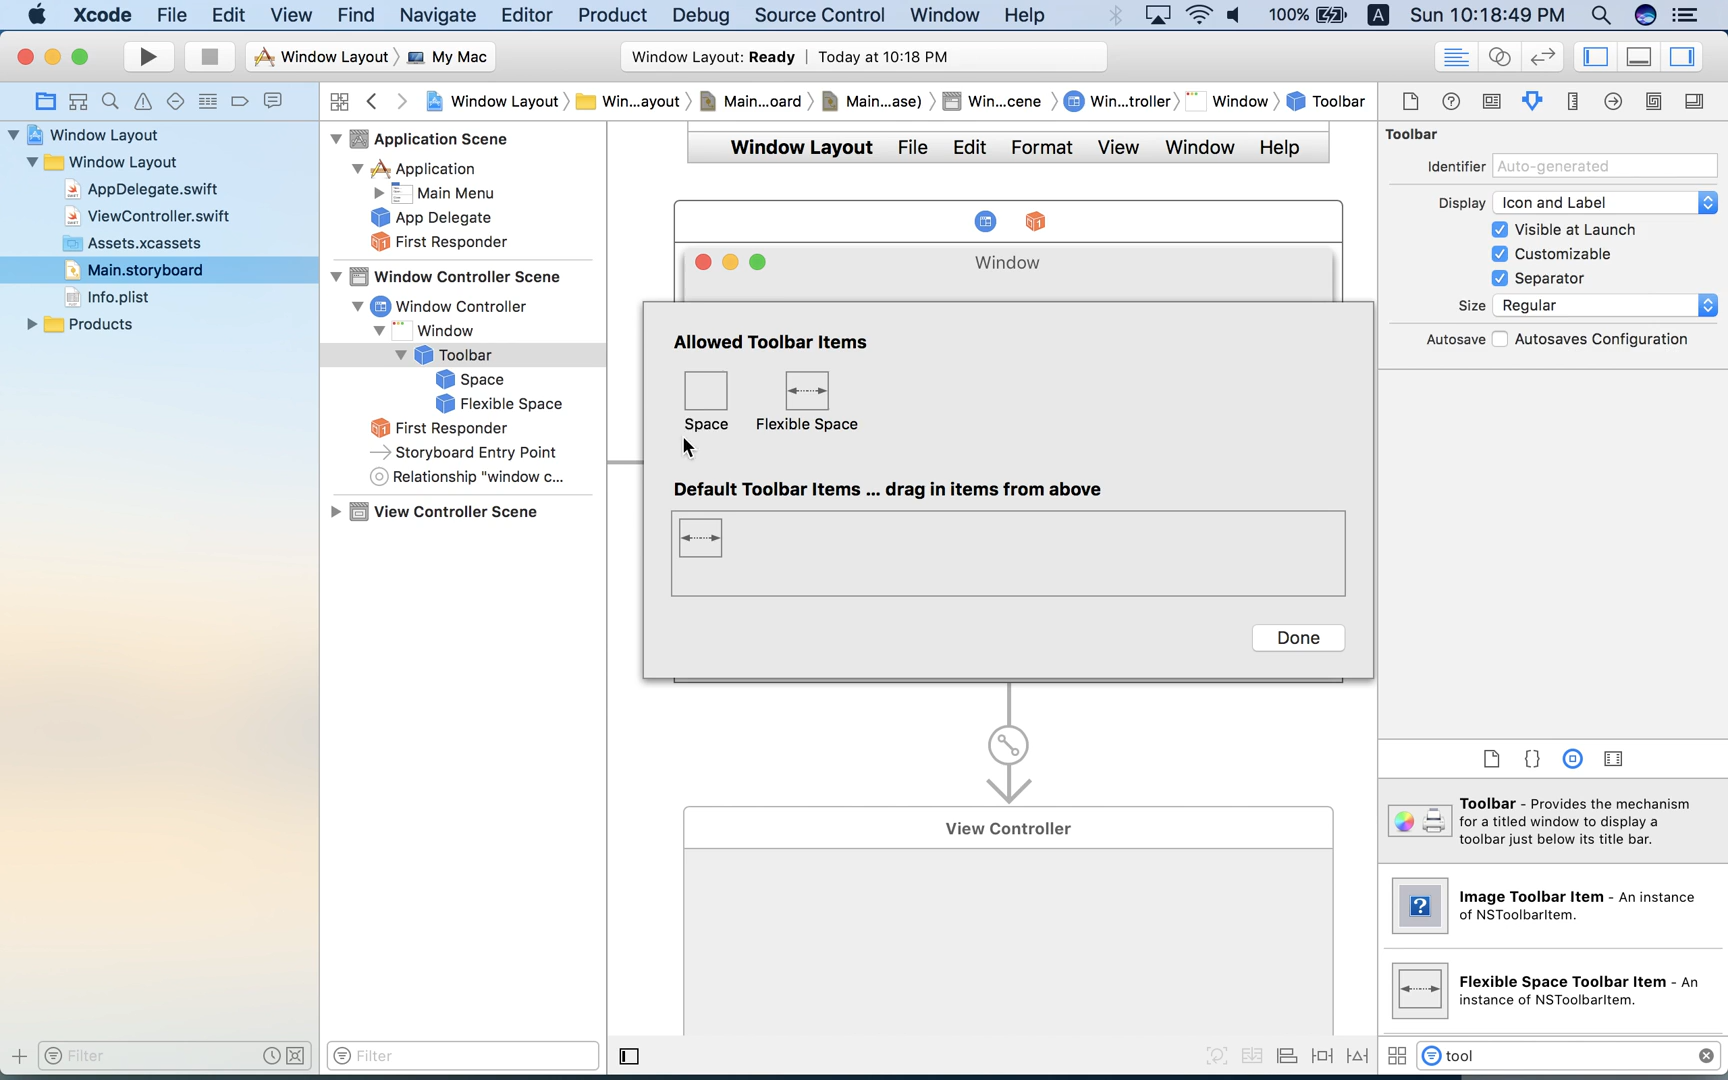 Xcode File Edit View Find Navigate Editor Product Debug Source Control Window Help 100% A Sun 10:18:49 PM
Window Layout My Mac Window Layout: Ready | Today at 10:18 PM
Window Layout Win...ayout Main...oard Main...ase) Win...cene Win...troller Window Toolbar
Window Layout
Window Layout
AppDelegate.swift
ViewController.swift
Assets.xcassets
Main.storyboard
Info.plist
Products
Filter
Application Scene
Application
Main Menu
App Delegate
First Responder
Window Controller Scene
Window Controller
Window
Toolbar
Space
Flexible Space
First Responder
Storyboard Entry Point
Relationship "window c...
View Controller Scene
Filter
Window Layout File Edit Format View Window Help
Window
Allowed Toolbar Items
Space Flexible Space
Default Toolbar Items ... drag in items from above
Done
View Controller
Toolbar
Identifier Auto-generated
Display Icon and Label
Visible at Launch
Customizable
Separator
Size Regular
Autosave Autosaves Configuration
{}
Toolbar - Provides the mechanism
for a titled window to display a
toolbar just below its title bar.
?
Image Toolbar Item - An instance
of NSToolbarItem.
Flexible Space Toolbar Item - An
instance of NSToolbarItem.
tool